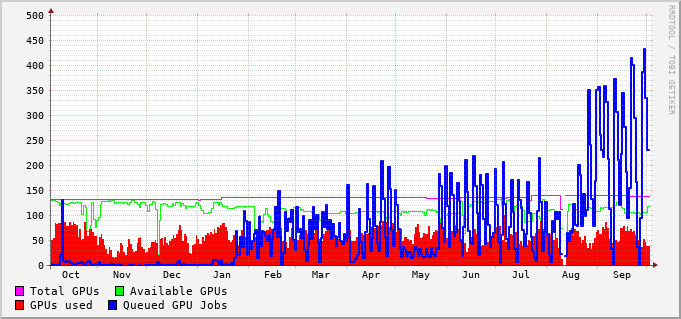 500
450
400
350
300
250
200
150
100
50
0
Oct Nov Dec Jan Feb Mar Apr May Jun Jul Aug Sep
Total GPUs Available GPUs
GPUs used Queued GPU Jobs
RRDTOOL / TOBI OETIKER